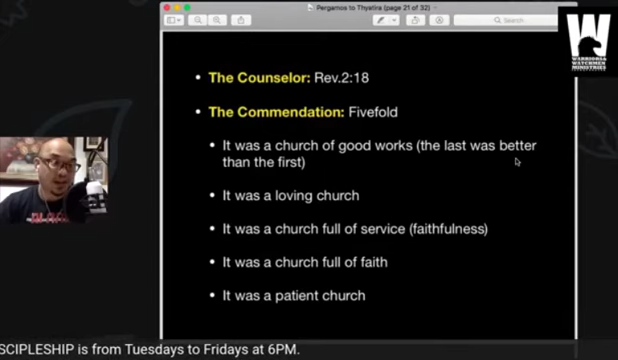 Pergamos to Thyatira (page 21 of 32)
Search
W
WARRIORS &
WATCHMEN
MINISTRIES
• The Counselor: Rev.2:18
• The Commendation: Fivefold
• It was a church of good works (the last was better
than the first)
• It was a loving church
• It was a church full of service (faithfulness)
• It was a church full of faith
• It was a patient church
SCIPLESHIP is from Tuesdays to Fridays at 6PM.